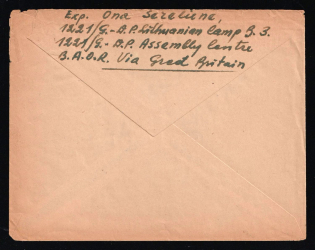 Exp. Ona Sereliene,
1221/G.-D.P. Lithuanian Camp B. 3.
1221/G.-D.P. Assembly Centre
B.A.O.R. Via Great Britain